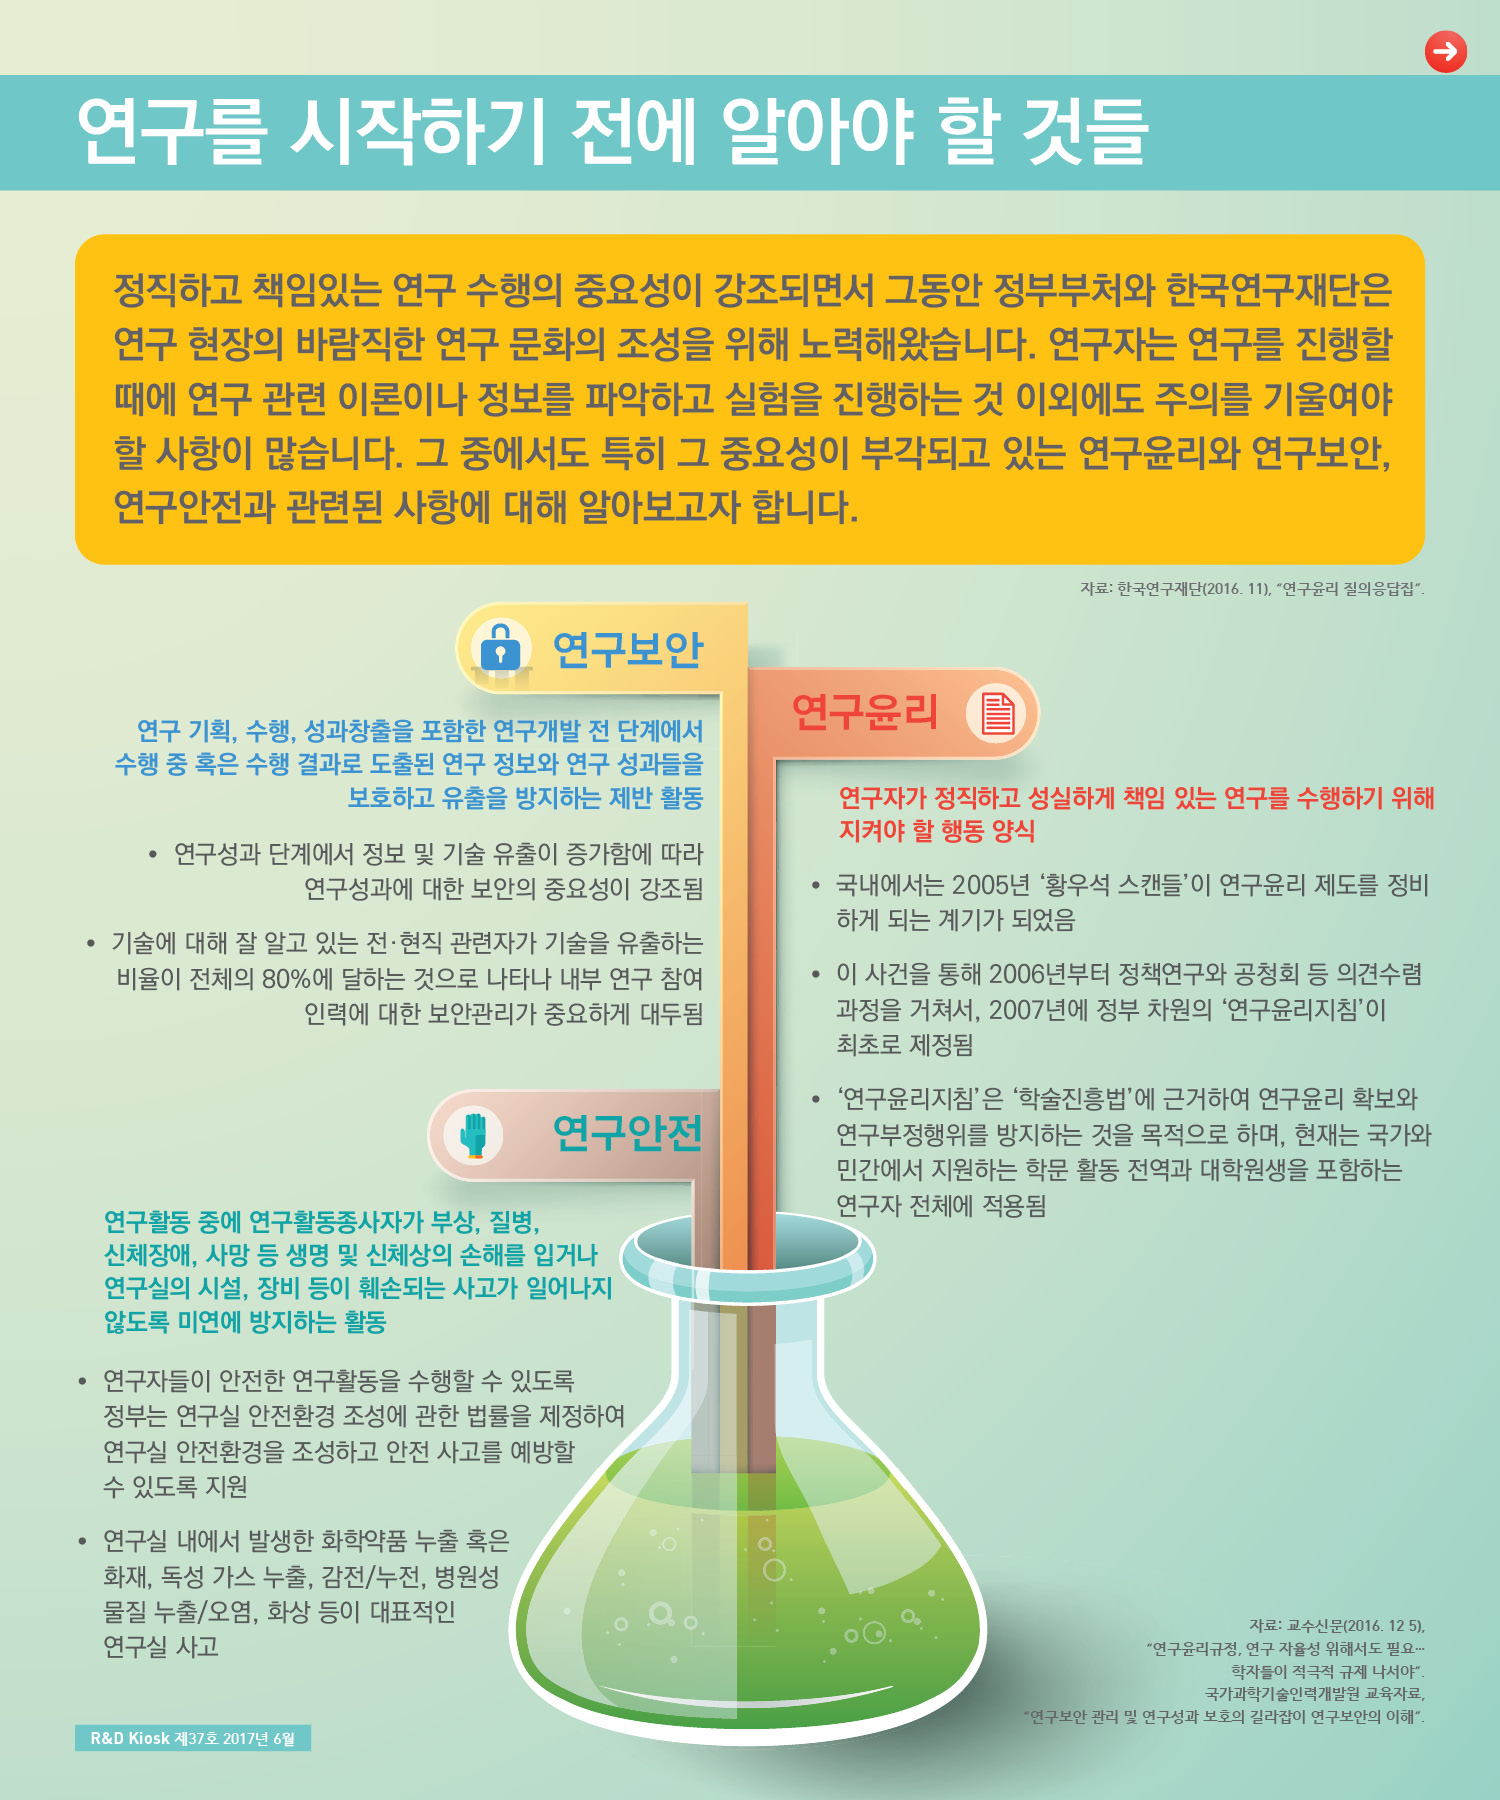 연구를 시작하기 전에 알아야 할 것들
정직하고 책임있는 연구 수행의 중요성이 강조되면서 그동안 정부부처와 한국연구재단은
연구 현장의 바람직한 연구 문화의 조성을 위해 노력해왔습니다. 연구자는 연구를 진행할
때에 연구 관련 이론이나 정보를 파악하고 실험을 진행하는 것 이외에도 주의를 기울여야
할 사항이 많습니다. 그 중에서도 특히 그 중요성이 부각되고 있는 연구윤리와 연구보안,
연구안전과 관련된 사항에 대해 알아보고자 합니다.
자료: 한국연구재단(2016. 11), “연구윤리 질의응답집”.
연구보안
연구 기획, 수행, 성과창출을 포함한 연구개발 전 단계에서
수행 중 혹은 수행 결과로 도출된 연구 정보와 연구 성과들을
보호하고 유출을 방지하는 제반 활동
• 연구성과 단계에서 정보 및 기술 유출이 증가함에 따라
연구성과에 대한 보안의 중요성이 강조됨
• 기술에 대해 잘 알고 있는 전·현직 관련자가 기술을 유출하는
비율이 전체의 80%에 달하는 것으로 나타나 내부 연구 참여
인력에 대한 보안관리가 중요하게 대두됨
연구윤리
연구자가 정직하고 성실하게 책임 있는 연구를 수행하기 위해
지켜야 할 행동 양식
• 국내에서는 2005년 ‘황우석 스캔들’이 연구윤리 제도를 정비
하게 되는 계기가 되었음
• 이 사건을 통해 2006년부터 정책연구와 공청회 등 의견수렴
과정을 거쳐서, 2007년에 정부 차원의 ‘연구윤리지침’이
최초로 제정됨
• ‘연구윤리지침’은 ‘학술진흥법’에 근거하여 연구윤리 확보와
연구부정행위를 방지하는 것을 목적으로 하며, 현재는 국가와
민간에서 지원하는 학문 활동 전역과 대학원생을 포함하는
연구자 전체에 적용됨
연구안전
연구활동 중에 연구활동종사자가 부상, 질병,
신체장애, 사망 등 생명 및 신체상의 손해를 입거나
연구실의 시설, 장비 등이 훼손되는 사고가 일어나지
않도록 미연에 방지하는 활동
• 연구자들이 안전한 연구활동을 수행할 수 있도록
정부는 연구실 안전환경 조성에 관한 법률을 제정하여
연구실 안전환경을 조성하고 안전 사고를 예방할
수 있도록 지원
• 연구실 내에서 발생한 화학약품 누출 혹은
화재, 독성 가스 누출, 감전/누전, 병원성
물질 누출/오염, 화상 등이 대표적인
연구실 사고
자료: 교수신문(2016. 12 5),
“연구윤리규정, 연구 자율성 위해서도 필요…
학자들이 적극적 규제 나서야”.
국가과학기술인력개발원 교육자료,
“연구보안 관리 및 연구성과 보호의 길라잡이 연구보안의 이해”.
R&D Kiosk 제37호 2017년 6월